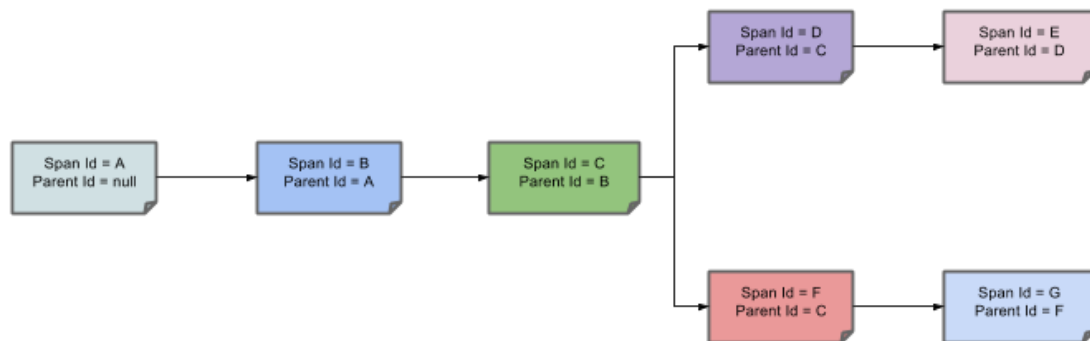 Span Id = D
Parent Id = C
Span Id = E
Parent Id = D
Span Id = A
Parent Id = null
Span Id = B
Parent Id = A
Span Id = C
Parent Id = B
Span Id = F
Parent Id = C
Span Id = G
Parent Id = F